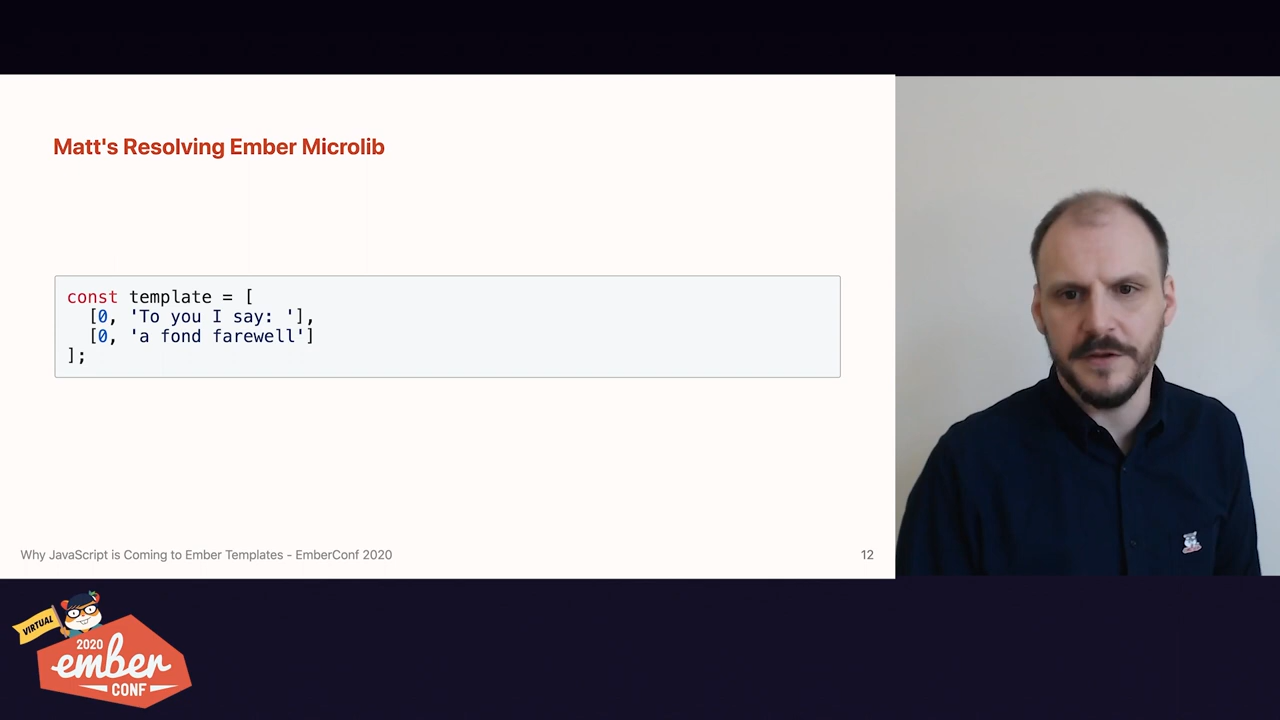 Matt's Resolving Ember Microlib
const template = [
  [0, 'To you I say: '],
  [0, 'a fond farewell']
];
Why JavaScript is Coming to Ember Templates - EmberConf 2020
12
VIRTUAL
2020
ember
CONF